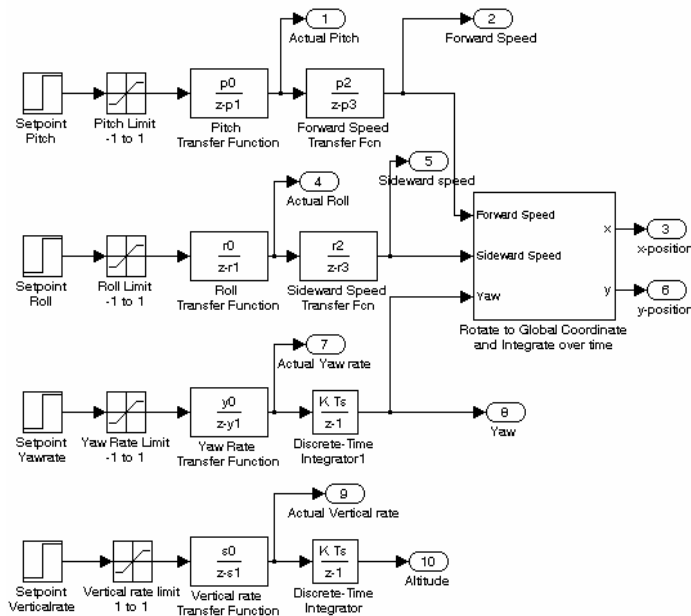 1
Actual Pitch
2
Forward Speed
Setpoint
Pitch
Pitch Limit
-1 to 1
p0
z-p1
Pitch
Transfer Function
p2
z-p3
Forward Speed
Transfer Fcn
5
Sideward speed
4
Actual Roll
Setpoint
Roll
Roll Limit
-1 to 1
r0
z-r1
Roll
Transfer Function
r2
z-r3
Sideward Speed
Transfer Fcn
Forward Speed
Sideward Speed
Yaw
x
y
Rotate to Global Coordinate
and Integrate over time
3
x-position
6
y-position
7
Actual Yaw rate
Setpoint
Yawrate
Yaw Rate Limit
-1 to 1
y0
z-y1
Yaw Rate
Transfer Function
K Ts
z-1
Discrete-Time
Integrator1
8
Yaw
9
Actual Vertical rate
Setpoint
Verticalrate
Vertical rate limit
1 to 1
s0
z-s1
Vertical rate
Transfer Function
K Ts
z-1
Discrete-Time
Integrator
10
Altitude